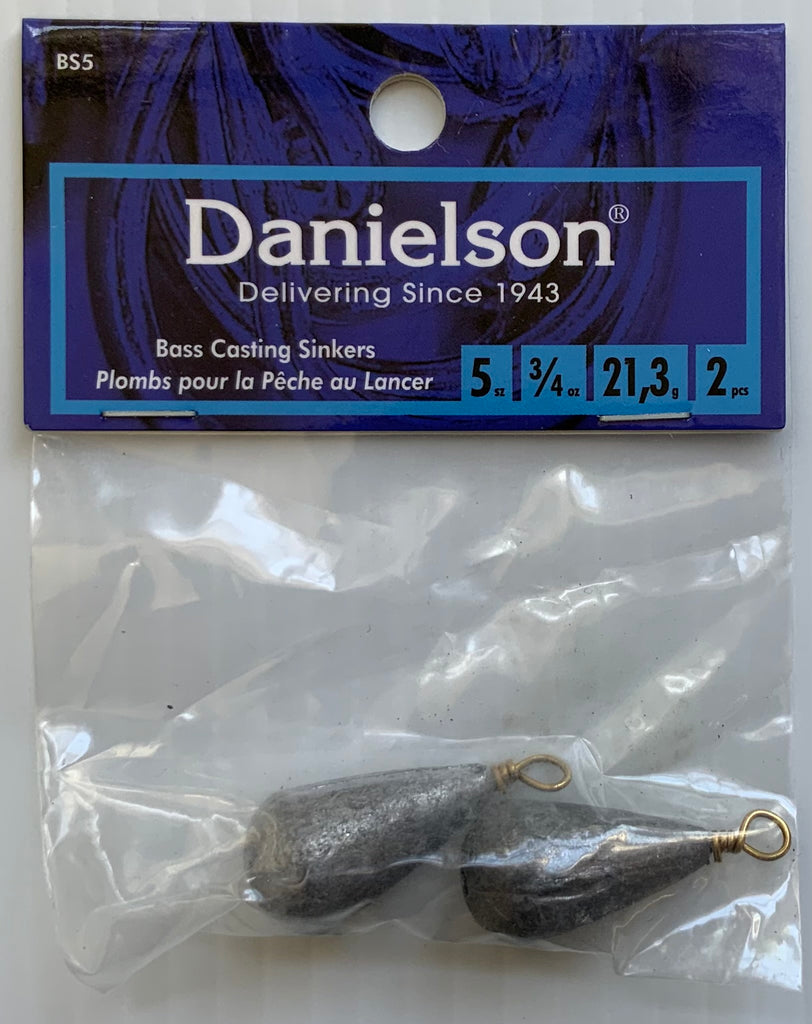 BS5
Danielson®
Delivering Since 1943
Bass Casting Sinkers
Plombs pour la Pêche au Lancer
5 sz 3/4 oz 21,3 g 2 pcs